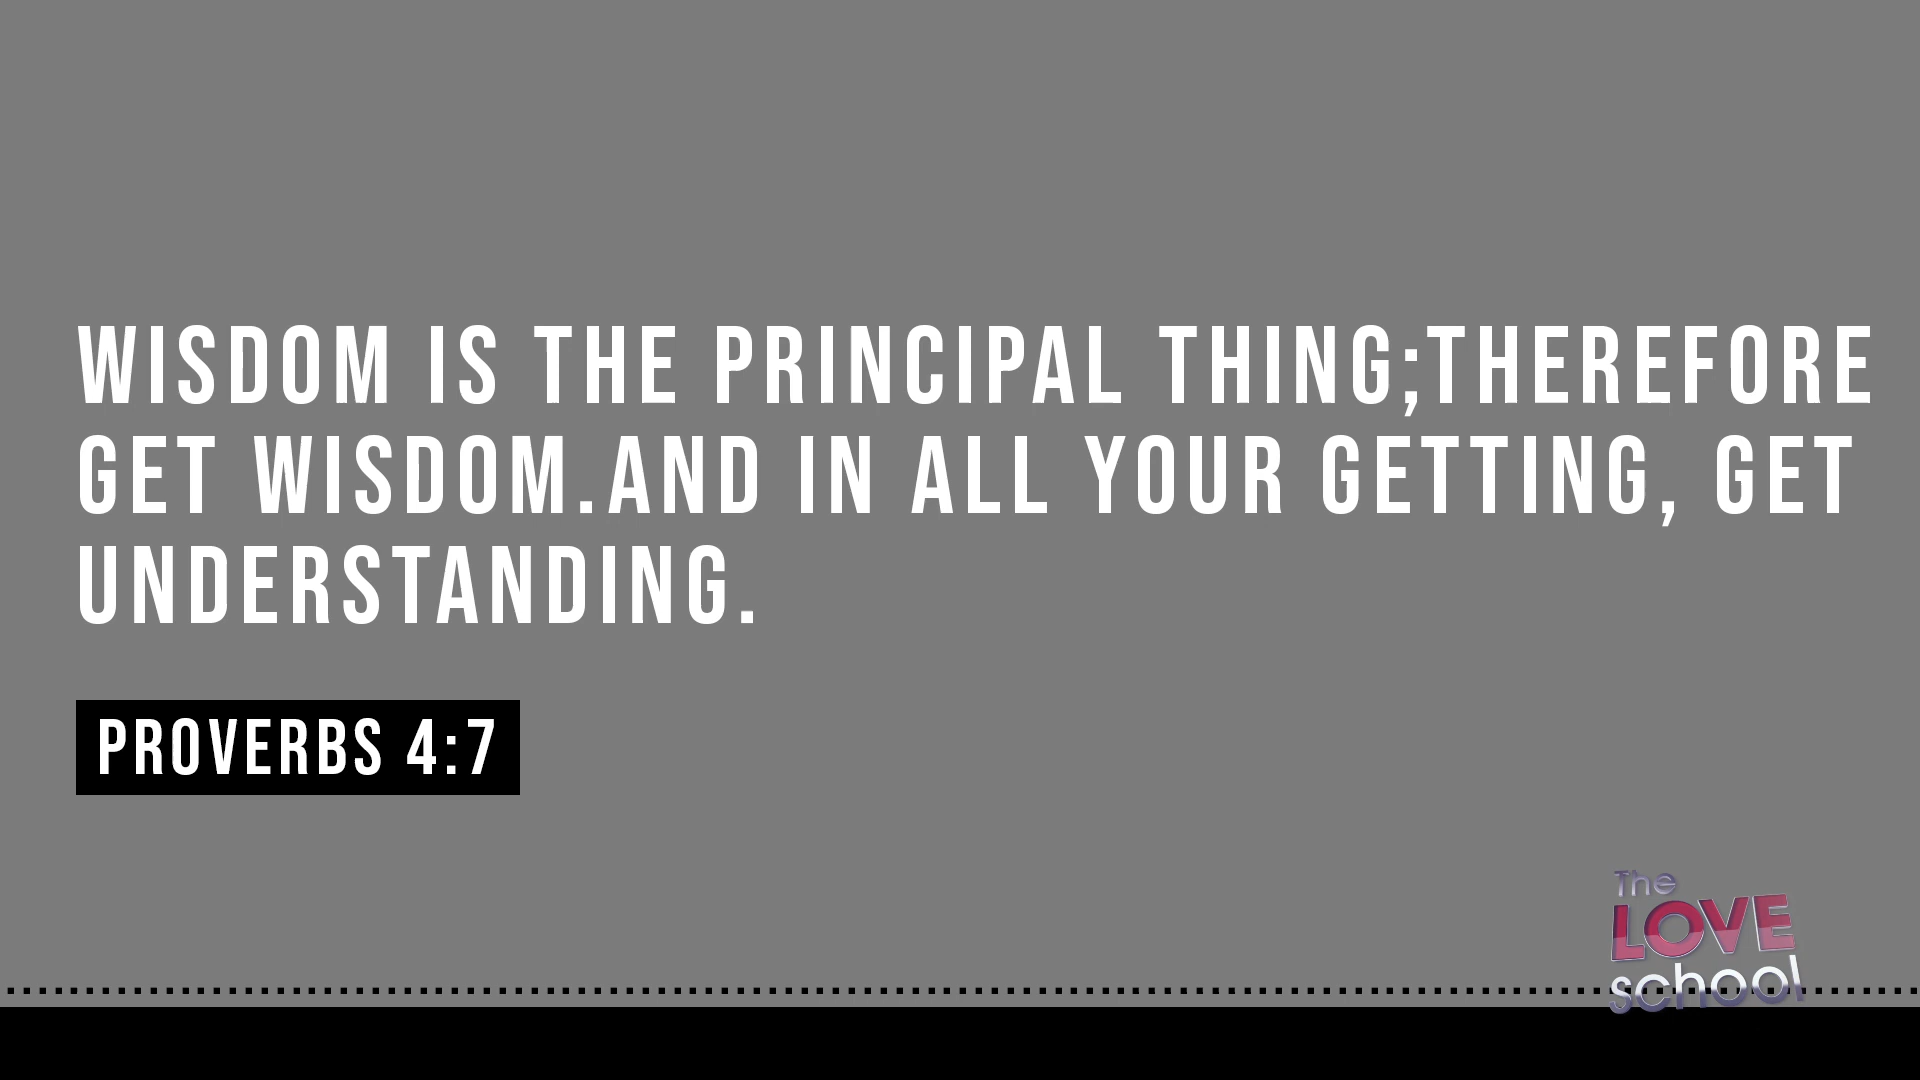 WISDOM IS THE PRINCIPAL THING;THEREFORE
GET WISDOM.AND IN ALL YOUR GETTING, GET
UNDERSTANDING.
PROVERBS 4:7
The
LOVE
school